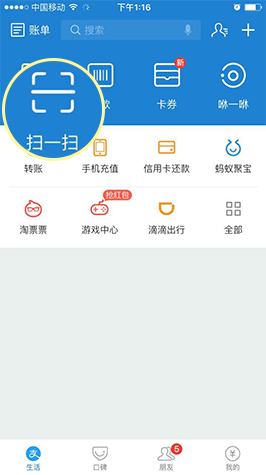 中国移动 下午1:16
账单 搜索
扫一扫 款 卡券 新 咻一咻
转账 手机充值 信用卡还款 蚂蚁聚宝
抢红包
淘票票 游戏中心 滴滴出行 全部
5
生活 口碑 朋友 我的